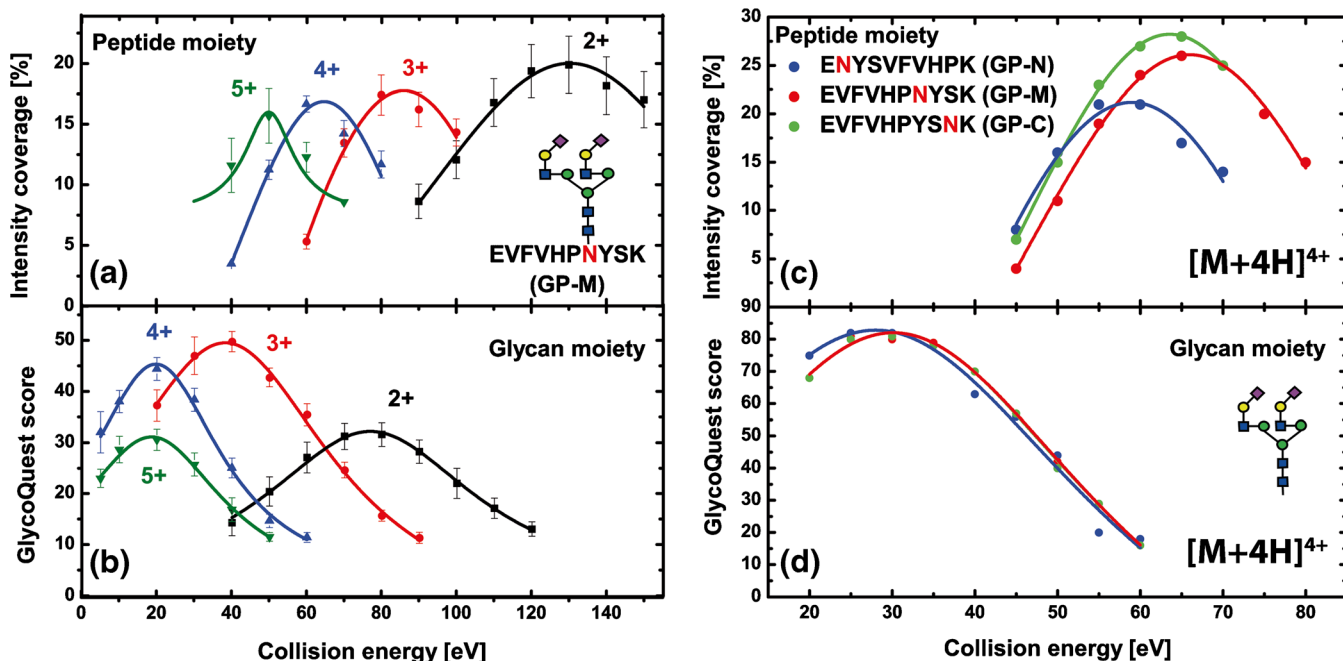 Peptide moiety
5+
4+
3+
2+
EVFVHPNYSK
(GP-M)
(a)
Intensity coverage [%]
0
5
10
15
20
4+
3+
Glycan moiety
2+
5+
(b)
GlycoQuest score
10
20
30
40
50
0 20 40 60 80 100 120 140
Collision energy [eV]
Peptide moiety
ENYSVFVHPK (GP-N)
EVFVHPNYSK (GP-M)
EVFVHPYSNK (GP-C)
(c)
[M+4H]4+
Intensity coverage [%]
30
25
20
15
10
5
90
Glycan moiety
(d)
[M+4H]4+
GlycoQuest score
80
70
60
50
40
30
20
10
0
20 30 40 50 60 70 80
Collision energy [eV]